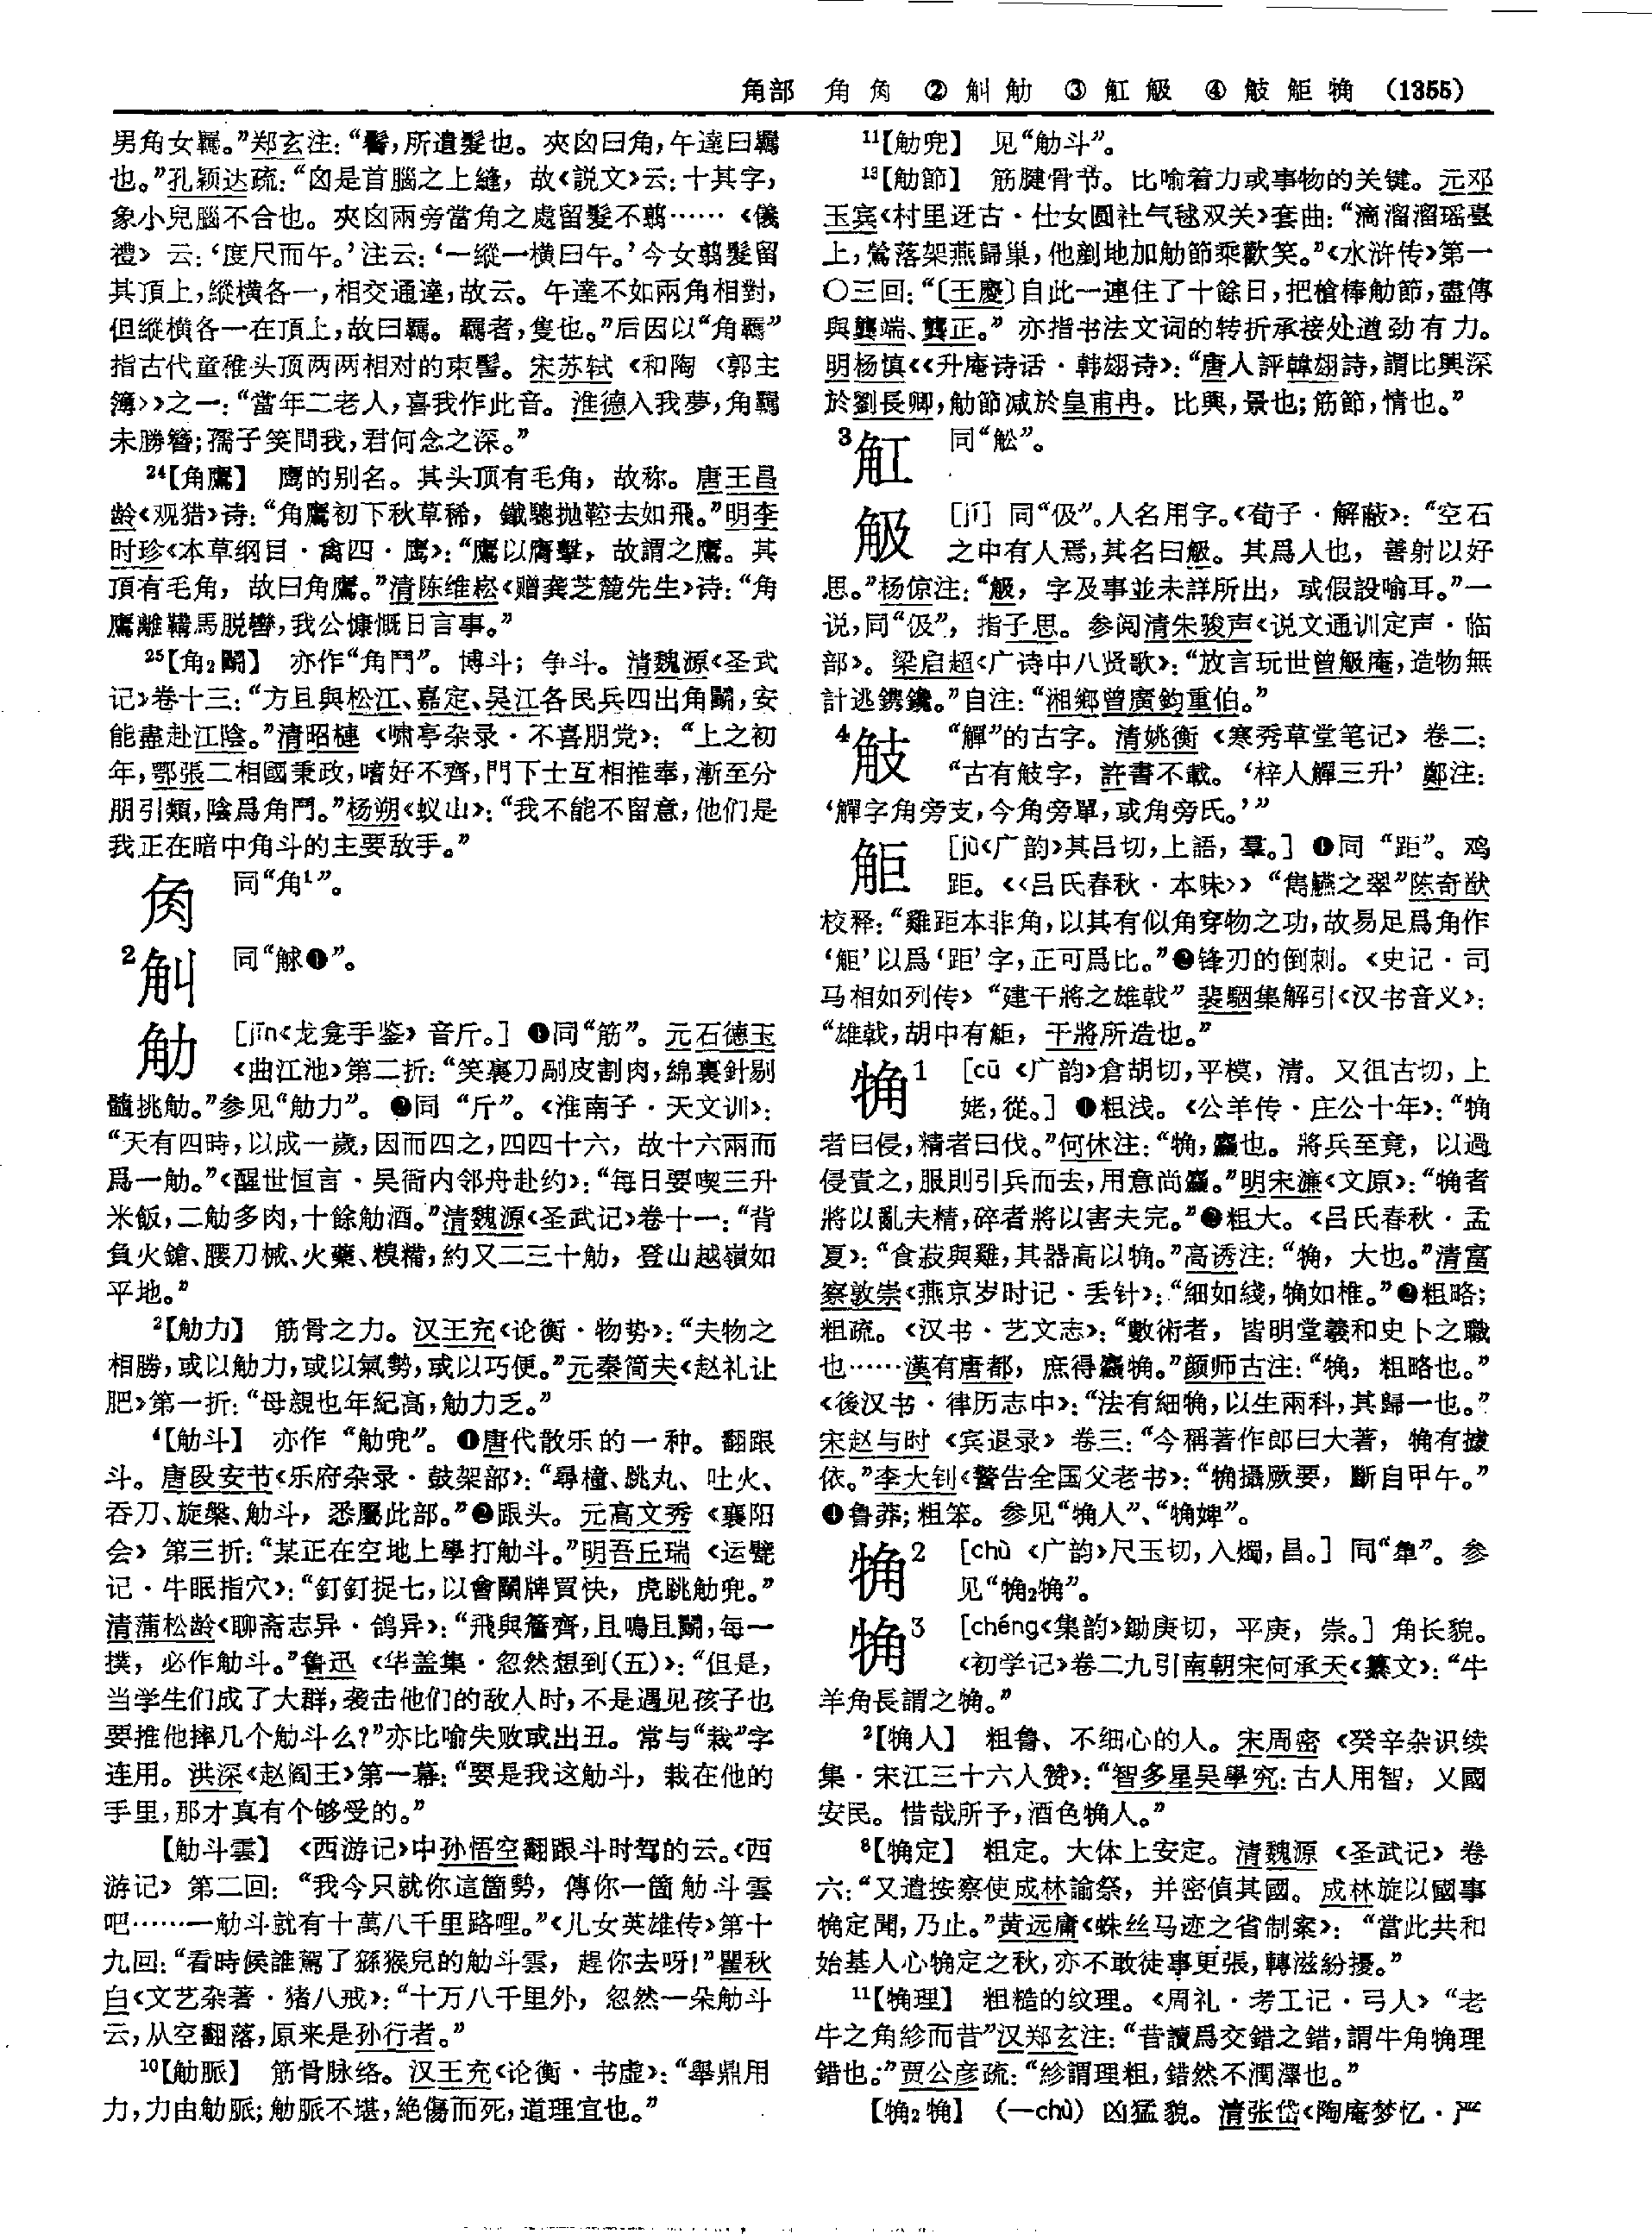 角部 角 𧢲 ②觓 觔 ③ 䚗 觙 ④ 䚦 䚪 觕 (1355)
男角女羈。”郑玄注：“鬌，所遺髮也。夾囟曰角，午達曰羈
也。”孔颖达疏：“囟是首腦之上縫，故《説文》云：十其字，
象小兒腦不合也。夾囟兩旁當角之處留髮不翦……《儀
禮》云：‘度尺而午。’注云：‘一縱一横曰午。’今女翦髮留
其頂上，縱横各一，相交通達，故云。午達不如兩角相對，
但縱横各一在頂上，故曰羈。羈者，隻也。”后因以“角羈”
指古代童稚头顶两两相对的束髻。宋苏轼《和陶〈郭主
簿〉》之一：“當年二老人，喜我作此音。淮德入我夢，角羈
未勝簪；孺子笑問我，君何念之深。”
24【角鷹】 鹰的别名。其头顶有毛角，故称。唐王昌
龄《观猎》诗：“角鷹初下秋草稀，鐵驄抛鞚去如飛。”明李
时珍《本草纲目·禽四·鹰》：“鷹以膺擊，故謂之鷹。其
頂有毛角，故曰角鷹。”清陈维崧《赠龚芝麓先生》诗：“角
鷹離鞲馬脱轡，我公慷慨日言事。”
25【角2鬭】 亦作“角鬥”。博斗；争斗。清魏源《圣武
记》卷十三：“方且與松江、嘉定、吴江各民兵四出角鬭，安
能盡赴江陰。”清昭槤《啸亭杂录·不喜朋党》：“上之初
年，鄂張二相國秉政，嗜好不齊，門下士互相推奉，漸至分
朋引類，陰爲角鬥。”杨朔《蚁山》：“我不能不留意，他们是
我正在暗中角斗的主要敌手。”
𧢲 同“角1”。
2觓 同“觩❶”。
觔 [jīn《龙龛手鉴》音斤。] ❶同“筋”。元石德玉
《曲江池》第二折：“笑裏刀剮皮割肉，綿裏針剔
髓挑觔。”参见“觔力”。❷同“斤”。《淮南子·天文训》：
“天有四時，以成一歲，因而四之，四四十六，故十六兩而
爲一觔。”《醒世恒言·吴衙内邻舟赴约》：“每日要喫三升
米飯，二觔多肉，十餘觔酒。”清魏源《圣武记》卷十一：“背
負火鎗、腰刀械、火藥、糗糒，約又二三十觔，登山越嶺如
平地。”
2【觔力】 筋骨之力。汉王充《论衡·物势》：“夫物之
相勝，或以觔力，或以氣勢，或以巧便。”元秦简夫《赵礼让
肥》第一折：“母親也年紀高，觔力乏。”
4【觔斗】 亦作“觔兜”。❶唐代散乐的一种。翻跟
斗。唐段安节《乐府杂录·鼓架部》：“尋橦、跳丸、吐火、
吞刀、旋槃、觔斗，悉屬此部。”❷跟头。元高文秀《襄阳
会》第三折：“某正在空地上學打觔斗。”明吾丘瑞《运甓
记·牛眠指穴》：“釘釘捉七，以會鬭牌買快，虎跳觔兜。”
清蒲松龄《聊斋志异·鸽异》：“飛與簷齊，且鳴且鬭，每一
撲，必作觔斗。”鲁迅《华盖集·忽然想到（五）》：“但是，
当学生们成了大群，袭击他们的敌人时，不是遇见孩子也
要推他摔几个觔斗么？”亦比喻失败或出丑。常与“栽”字
连用。洪深《赵阎王》第一幕：“要是我这觔斗，栽在他的
手里，那才真有个够受的。”
【觔斗雲】 《西游记》中孙悟空翻跟斗时驾的云。《西
游记》第二回：“我今只就你這箇勢，傳你一箇觔斗雲
吧……一觔斗就有十萬八千里路哩。”《儿女英雄传》第十
九回：“看時候誰駕了猻猴兒的觔斗雲，趕你去呀！”瞿秋
白《文艺杂著·猪八戒》：“十万八千里外，忽然一朵觔斗
云，从空翻落，原来是孙行者。”
10【觔脈】 筋骨脉络。汉王充《论衡·书虚》：“舉鼎用
力，力由觔脈；觔脈不堪，絶傷而死，道理宜也。”
11【觔兜】 见“觔斗”。
13【觔節】 筋腱骨节。比喻着力或事物的关键。元邓
玉宾《村里迓古·仕女圆社气毬双关》套曲：“滴溜溜瑶臺
上，鶯落架燕歸巢，他剗地加觔節乘歡笑。”《水浒传》第一
〇三回：“〔王慶〕自此一連住了十餘日，把槍棒觔節，盡傳
與龔端、龔正。”亦指书法文词的转折承接处遒劲有力。
明杨慎《〈升庵诗话·韩翃诗》：“唐人評韓翃詩，謂比興深
於劉長卿，觔節减於皇甫冉。比興，景也；筋節，情也。”
3䚗 同“舩”。
觙 [jí] 同“伋”。人名用字。《荀子·解蔽》：“空石
之中有人焉，其名曰觙。其爲人也，善射以好
思。”杨倞注：“觙，字及事並未詳所出，或假設喻耳。”一
说，同“伋”，指子思。参阅清朱骏声《说文通训定声·临
部》。梁启超《广诗中八贤歌》：“放言玩世曾觙庵，造物無
計逃鐫鑱。”自注：“湘鄉曾廣鈞重伯。”
4䚦 “觶”的古字。清姚衡《寒秀草堂笔记》卷二：
“古有䚦字，許書不載。‘梓人觶三升’鄭注：
‘觶字角旁支，今角旁單，或角旁氏。’”
䚪 [jù《广韵》其吕切，上語，羣。] ❶同“距”。鸡
距。《〈吕氏春秋·本味〉》“雋觾之翠”陈奇猷
校释：“雞距本非角，以其有似角穿物之功，故易足爲角作
‘䚪’以爲‘距’字，正可爲比。”❷锋刃的倒刺。《史记·司
马相如列传》“建干將之雄戟”裴駰集解引《汉书音义》：
“雄戟，胡中有䚪，干將所造也。”
觕1 [cū《广韵》倉胡切，平模，清。又徂古切，上
姥，從。] ❶粗浅。《公羊传·庄公十年》：“觕
者曰侵，精者曰伐。”何休注：“觕，麤也。將兵至竟，以過
侵責之，服則引兵而去，用意尚麤。”明宋濂《文原》：“觕者
將以亂夫精，碎者將以害夫完。”❷粗大。《吕氏春秋·孟
夏》：“食菽與雞，其器高以觕。”高诱注：“觕，大也。”清富
察敦崇《燕京岁时记·丢针》：“細如綫，觕如椎。”❸粗略；
粗疏。《汉书·艺文志》：“數術者，皆明堂羲和史卜之職
也……漢有唐都，庶得麤觕。”颜师古注：“觕，粗略也。”
《後汉书·律历志中》：“法有細觕，以生兩科，其歸一也。”
宋赵与时《宾退录》卷三：“今稱著作郎曰大著，觕有據
依。”李大钊《警告全国父老书》：“觕攝厥要，斷自甲午。”
❹鲁莽；粗笨。参见“觕人”、“觕婢”。
觕2 [chù《广韵》尺玉切，入燭，昌。] 同“觸”。参
见“觕2觕”。
觕3 [chéng《集韵》鋤庚切，平庚，崇。] 角长貌。
《初学记》卷二九引南朝宋何承天《纂文》：“牛
羊角長謂之觕。”
2【觕人】 粗鲁、不细心的人。宋周密《癸辛杂识续
集·宋江三十六人赞》：“智多星吴學究：古人用智，乂國
安民。惜哉所予，酒色觕人。”
8【觕定】 粗定。大体上安定。清魏源《圣武记》卷
六：“又遣按察使成林諭祭，并密偵其國。成林旋以國事
觕定聞，乃止。”黄远庸《蛛丝马迹之省制案》：“當此共和
始基人心觕定之秋，亦不敢徒事更張，轉滋紛擾。”
11【觕理】 粗糙的纹理。《周礼·考工记·弓人》“老
牛之角紾而昔”汉郑玄注：“昔讀爲交錯之錯，謂牛角觕理
錯也。”贾公彦疏：“紾謂理粗，錯然不潤澤也。”
【觕2觕】 （一chù）凶猛貌。清张岱《陶庵梦忆·严